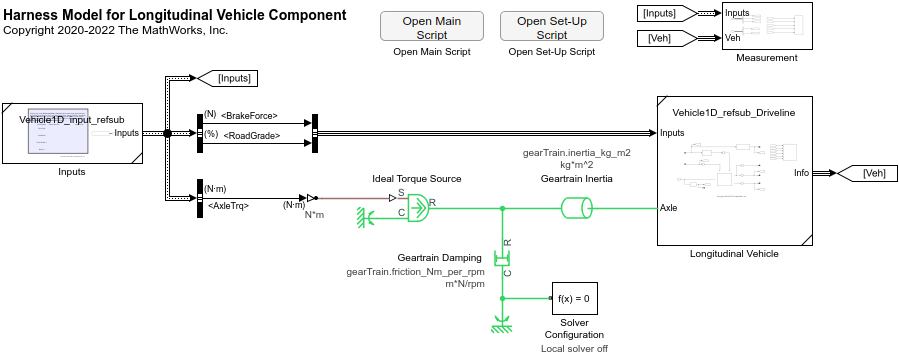 Harness Model for Longitudinal Vehicle Component
Copyright 2020-2022 The MathWorks, Inc.
Open Main
Script
Open Main Script
Open Set-Up
Script
Open Set-Up Script
[Inputs]
[Veh]
Inputs
Veh
Measurement
[Inputs]
Vehicle1D_input_refsub
Inputs
Inputs
(N)
<BrakeForce>
(%)
<RoadGrade>
(N·m)
<AxleTrq>
(N·m)
N*m
Ideal Torque Source
S
C
R
gearTrain.inertia_kg_m2
kg*m^2
Geartrain Inertia
Vehicle1D_refsub_Driveline
Inputs
Axle
Info
Longitudinal Vehicle
[Veh]
R
C
Geartrain Damping
gearTrain.friction_Nm_per_rpm
m*N/rpm
f(x) = 0
Solver
Configuration
Local solver off